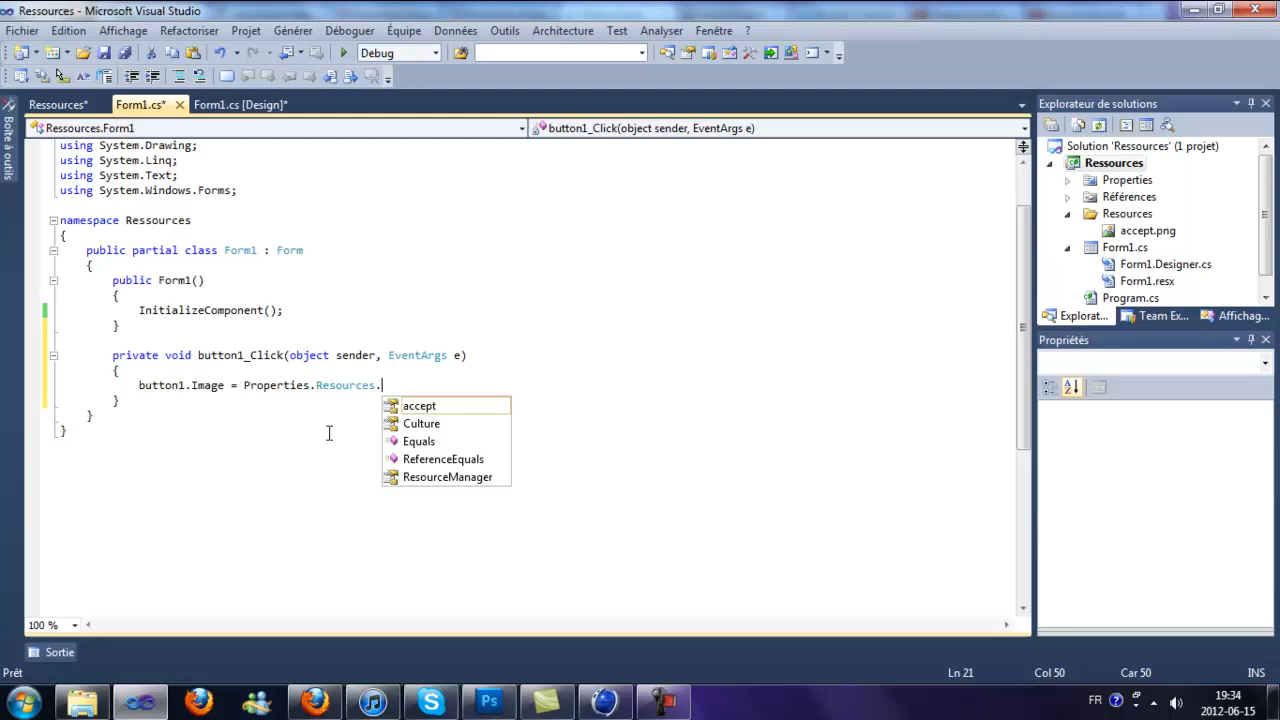 Ressources - Microsoft Visual Studio
Fichier Edition Affichage Refactoriser Projet Générer Déboguer Équipe Données Outils Architecture Test Analyser Fenêtre ?
Debug
Ressources* Form1.cs* Form1.cs [Design]*
Boîte à outils
Ressources.Form1 button1_Click(object sender, EventArgs e)
using System.Drawing;
using System.Linq;
using System.Text;
using System.Windows.Forms;
namespace Ressources
{
public partial class Form1 : Form
{
public Form1()
{
InitializeComponent();
}
private void button1_Click(object sender, EventArgs e)
{
button1.Image = Properties.Resources.
}
}
}
accept
Culture
Equals
ReferenceEquals
ResourceManager
100 %
Explorateur de solutions
Solution 'Ressources' (1 projet)
Ressources
Properties
Références
Resources
accept.png
Form1.cs
Form1.Designer.cs
Form1.resx
Program.cs
Explorat... Team Ex... Affichag...
Propriétés
Sortie
Prêt Ln 21 Col 50 Car 50 INS
FR 19:34
2012-06-15